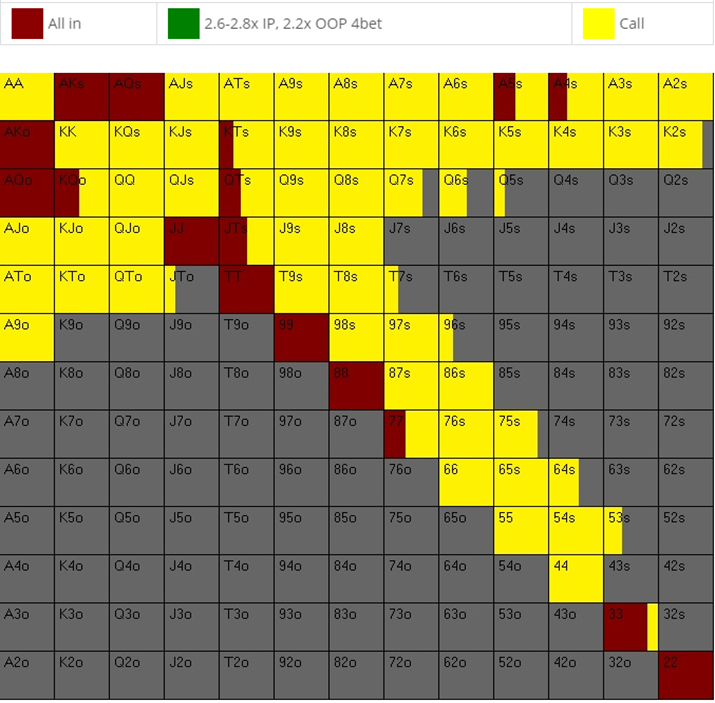 All in 2.6-2.8x IP, 2.2x OOP 4bet Call
AA AKs AQs AJs ATs A9s A8s A7s A6s A5s A4s A3s A2s
AKo KK KQs KJs KTs K9s K8s K7s K6s K5s K4s K3s K2s
AQo KQo QQ QJs QTs Q9s Q8s Q7s Q6s Q5s Q4s Q3s Q2s
AJo KJo QJo JJ JTs J9s J8s J7s J6s J5s J4s J3s J2s
ATo KTo QTo JTo TT T9s T8s T7s T6s T5s T4s T3s T2s
A9o K9o Q9o J9o T9o 99 98s 97s 96s 95s 94s 93s 92s
A8o K8o Q8o J8o T8o 98o 88 87s 86s 85s 84s 83s 82s
A7o K7o Q7o J7o T7o 97o 87o 77 76s 75s 74s 73s 72s
A6o K6o Q6o J6o T6o 96o 86o 76o 66 65s 64s 63s 62s
A5o K5o Q5o J5o T5o 95o 85o 75o 65o 55 54s 53s 52s
A4o K4o Q4o J4o T4o 94o 84o 74o 64o 54o 44 43s 42s
A3o K3o Q3o J3o T3o 93o 83o 73o 63o 53o 43o 33 32s
A2o K2o Q2o J2o T2o 92o 82o 72o 62o 52o 42o 32o 22